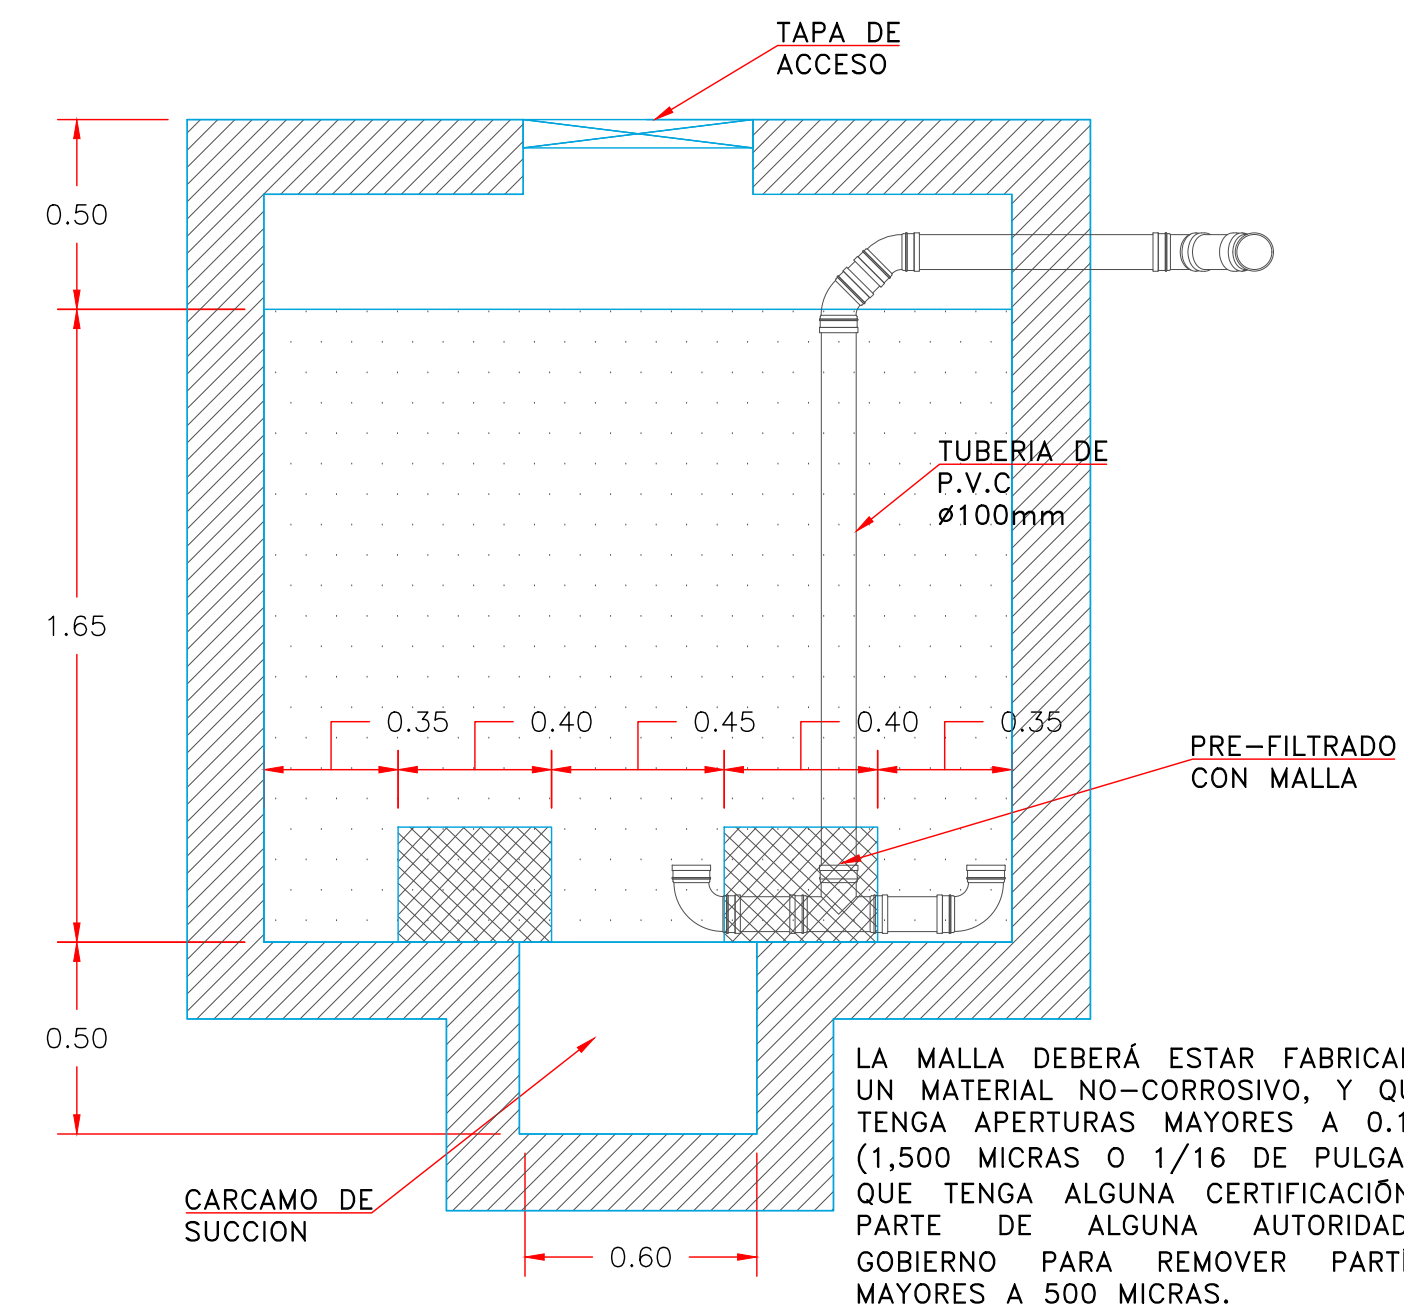 TAPA DE
ACCESO
0.50
TUBERIA DE
P.V.C
ø100mm
1.65
0.35 0.40 0.45 0.40 0.35
PRE-FILTRADO
CON MALLA
0.50
LA MALLA DEBERÁ ESTAR
UN MATERIAL NO-CORROSIVO, Y
TENGA APERTURAS MAYORES A
(1,500 MICRAS O 1/16 DE
QUE TENGA ALGUNA CERTIFICACIÓN
PARTE DE ALGUNA AUTORIDAD
GOBIERNO PARA REMOVER
MAYORES A 500 MICRAS.
CARCAMO DE
SUCCION
0.60